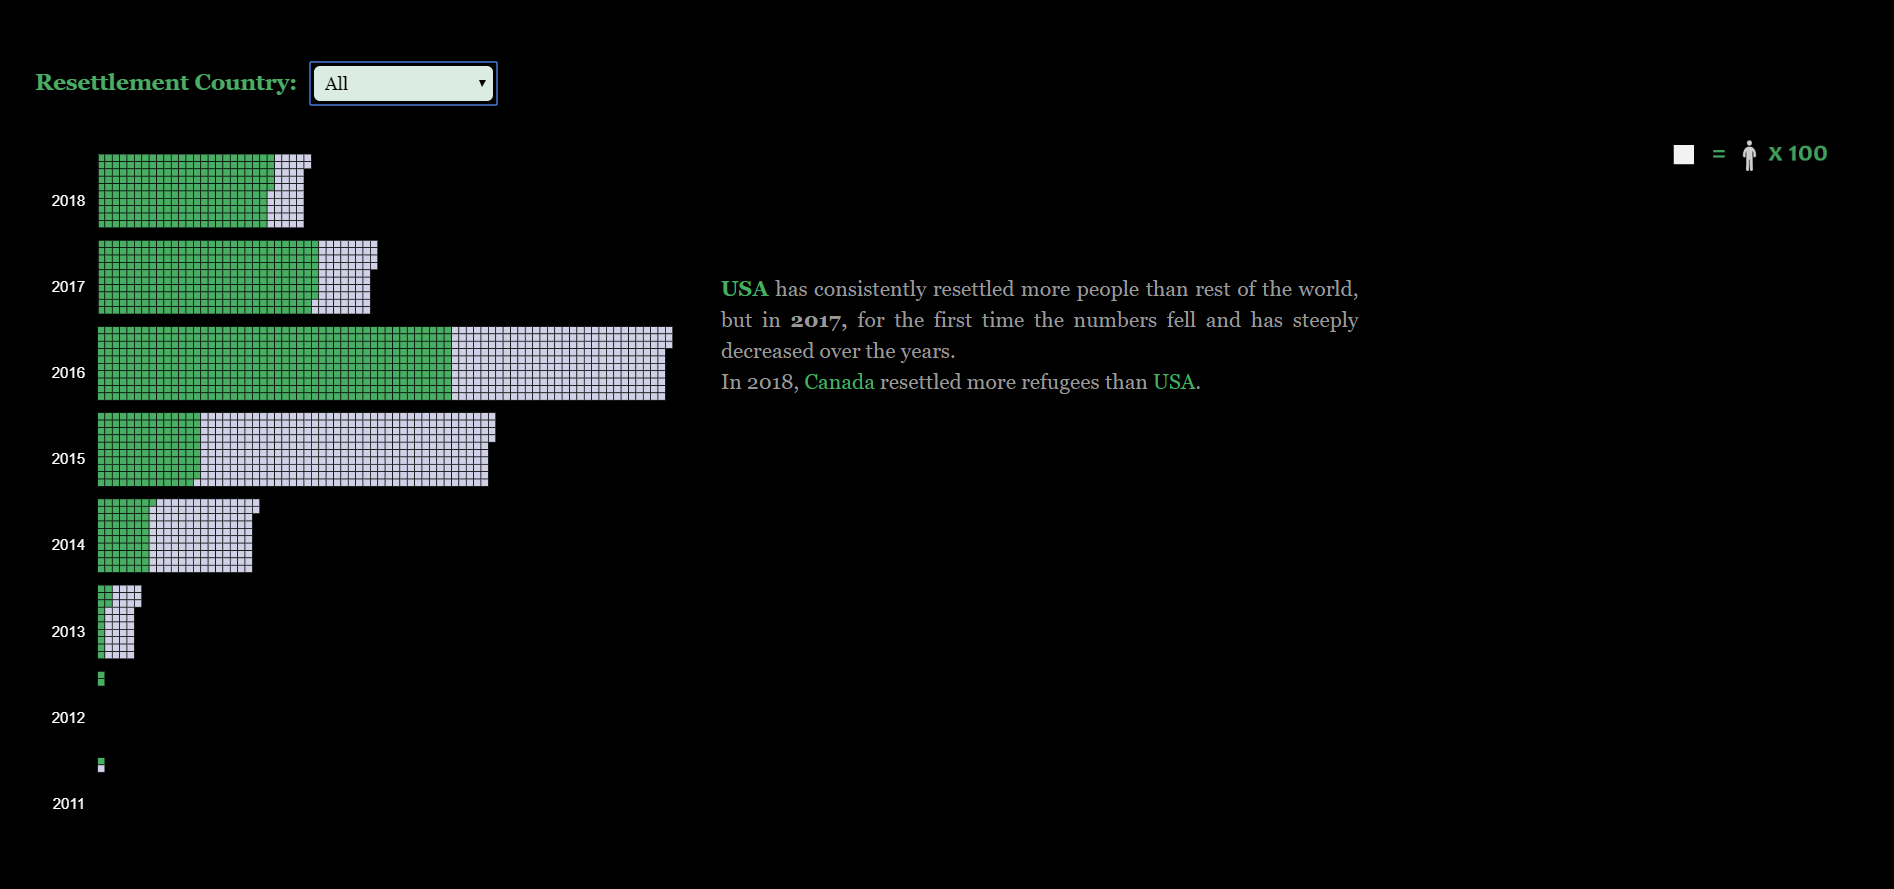 Resettlement Country: All
= X 100
2018
2017
2016
2015
2014
2013
2012
2011
USA has consistently resettled more people than rest of the world,
but in 2017, for the first time the numbers fell and has steeply
decreased over the years.
In 2018, Canada resettled more refugees than USA.